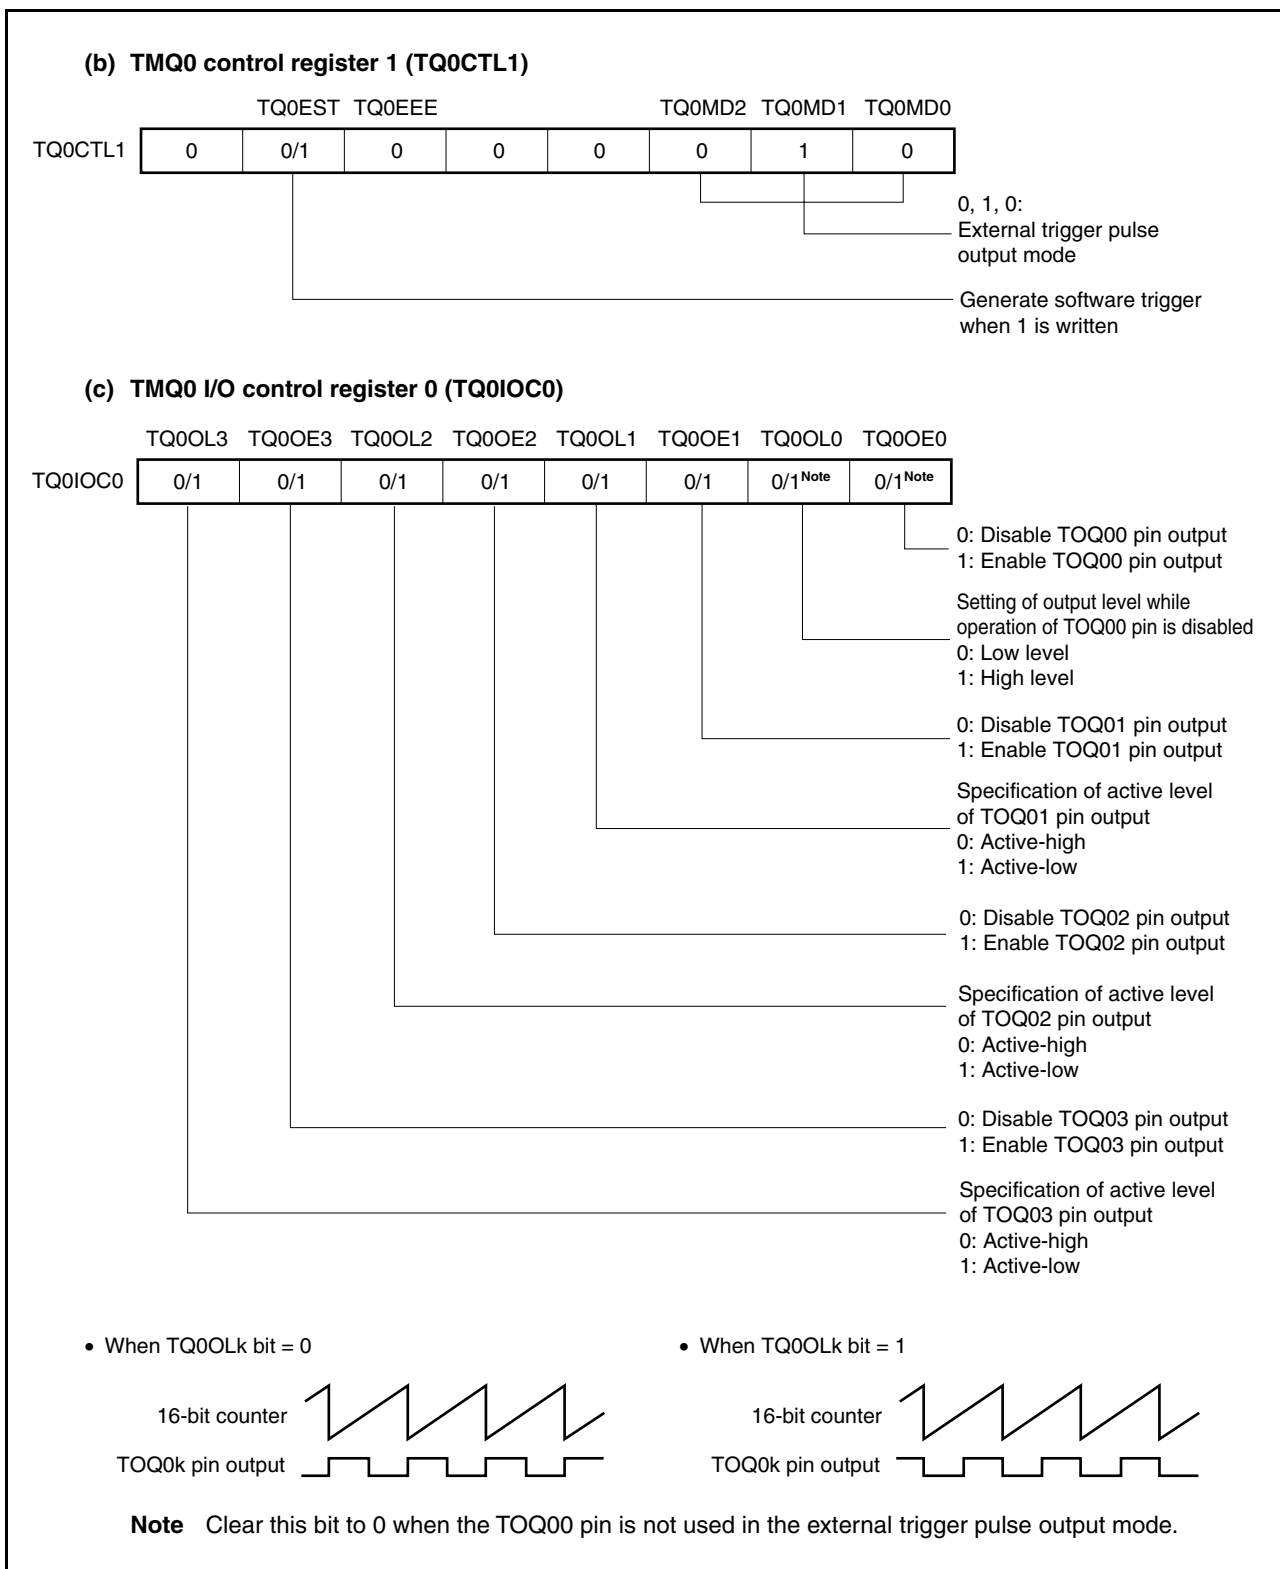 (b) TMQ0 control register 1 (TQ0CTL1)
TQ0EST TQ0EEE TQ0MD2 TQ0MD1 TQ0MD0
TQ0CTL1 0 0/1 0 0 0 0 1 0
0, 1, 0:
External trigger pulse
output mode
Generate software trigger
when 1 is written
(c) TMQ0 I/O control register 0 (TQ0IOC0)
TQ0OL3 TQ0OE3 TQ0OL2 TQ0OE2 TQ0OL1 TQ0OE1 TQ0OL0 TQ0OE0
TQ0IOC0 0/1 0/1 0/1 0/1 0/1 0/1 0/1Note 0/1Note
0: Disable TOQ00 pin output
1: Enable TOQ00 pin output
Setting of output level while
operation of TOQ00 pin is disabled
0: Low level
1: High level
0: Disable TOQ01 pin output
1: Enable TOQ01 pin output
Specification of active level
of TOQ01 pin output
0: Active-high
1: Active-low
0: Disable TOQ02 pin output
1: Enable TOQ02 pin output
Specification of active level
of TOQ02 pin output
0: Active-high
1: Active-low
0: Disable TOQ03 pin output
1: Enable TOQ03 pin output
Specification of active level
of TOQ03 pin output
0: Active-high
1: Active-low
• When TQ0OLk bit = 0
16-bit counter
TOQ0k pin output
• When TQ0OLk bit = 1
16-bit counter
TOQ0k pin output
Note Clear this bit to 0 when the TOQ00 pin is not used in the external trigger pulse output mode.